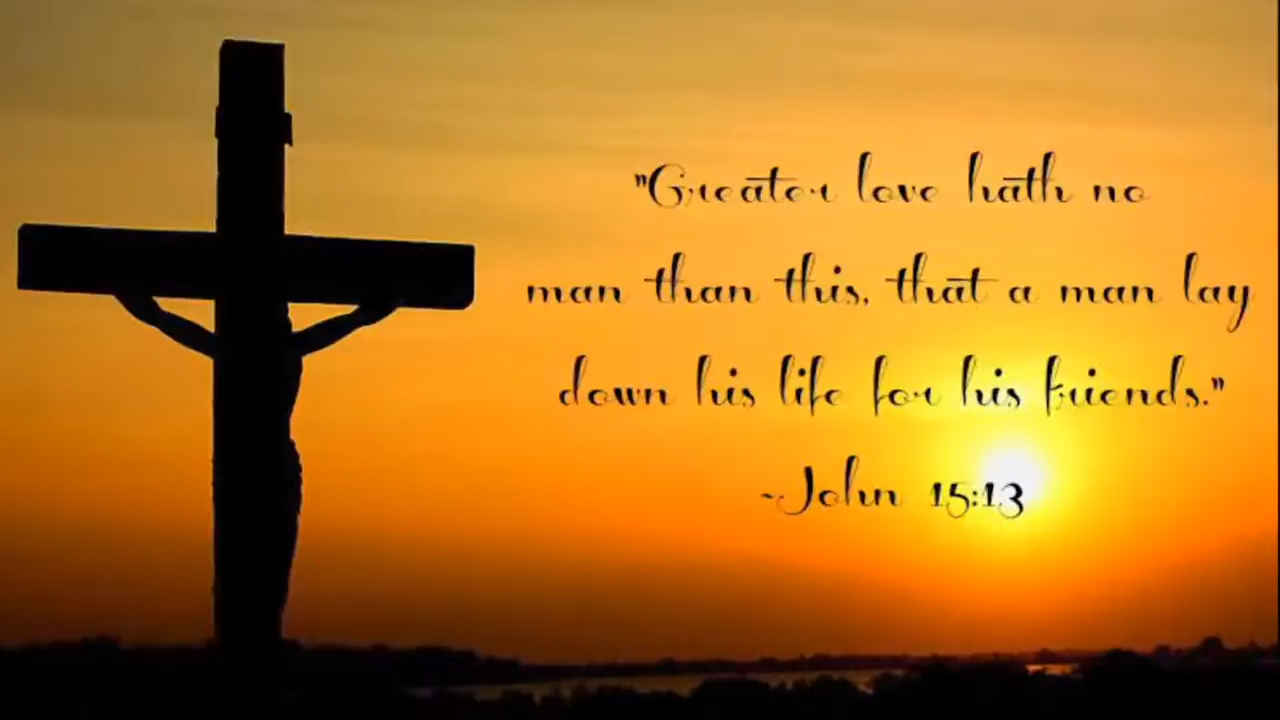 "Greater love hath no
man than this, that a man lay
down his life for his friends."
~John 15:13